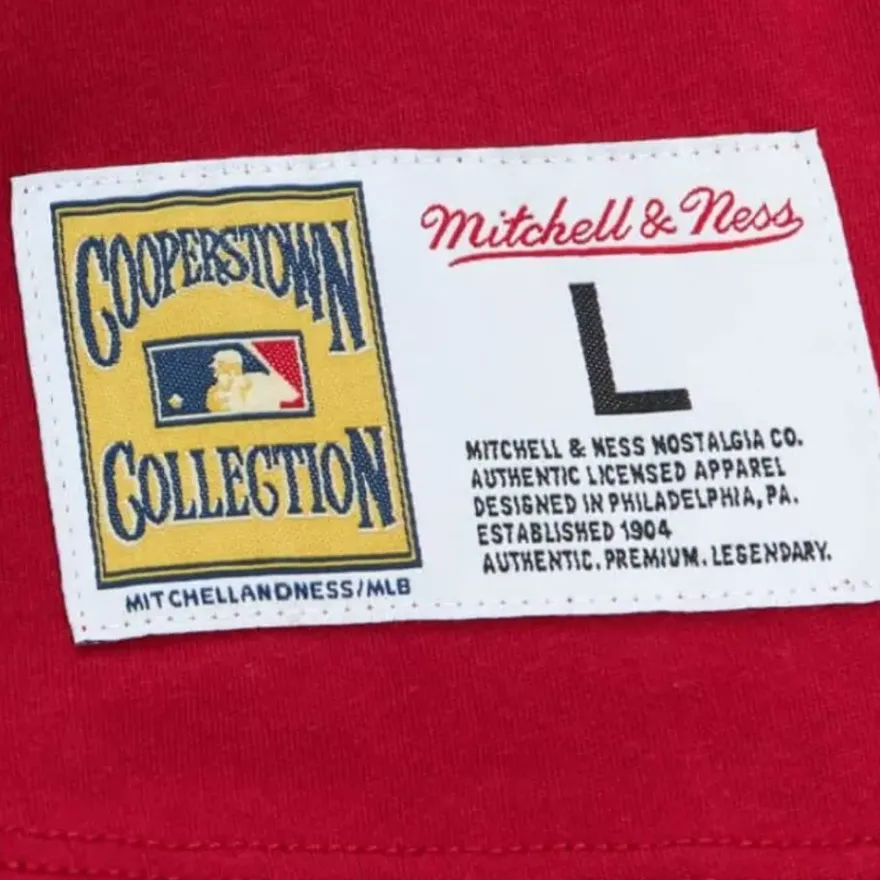 COOPERSTOWN
COLLECTION
MITCHELLANDNESS/MLB
Mitchell & Ness
L
MITCHELL & NESS NOSTALGIA CO.
AUTHENTIC LICENSED APPAREL
DESIGNED IN PHILADELPHIA, PA.
ESTABLISHED 1904
AUTHENTIC. PREMIUM. LEGENDARY.